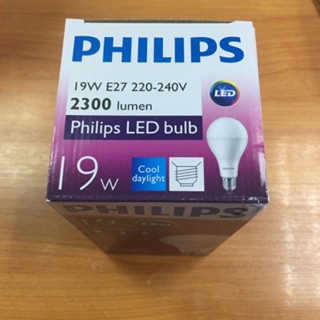 PHILIPS
19W E27 220-240V
2300 lumen
LED
Philips LED bulb
19W
Cool
daylight
PHILIPS